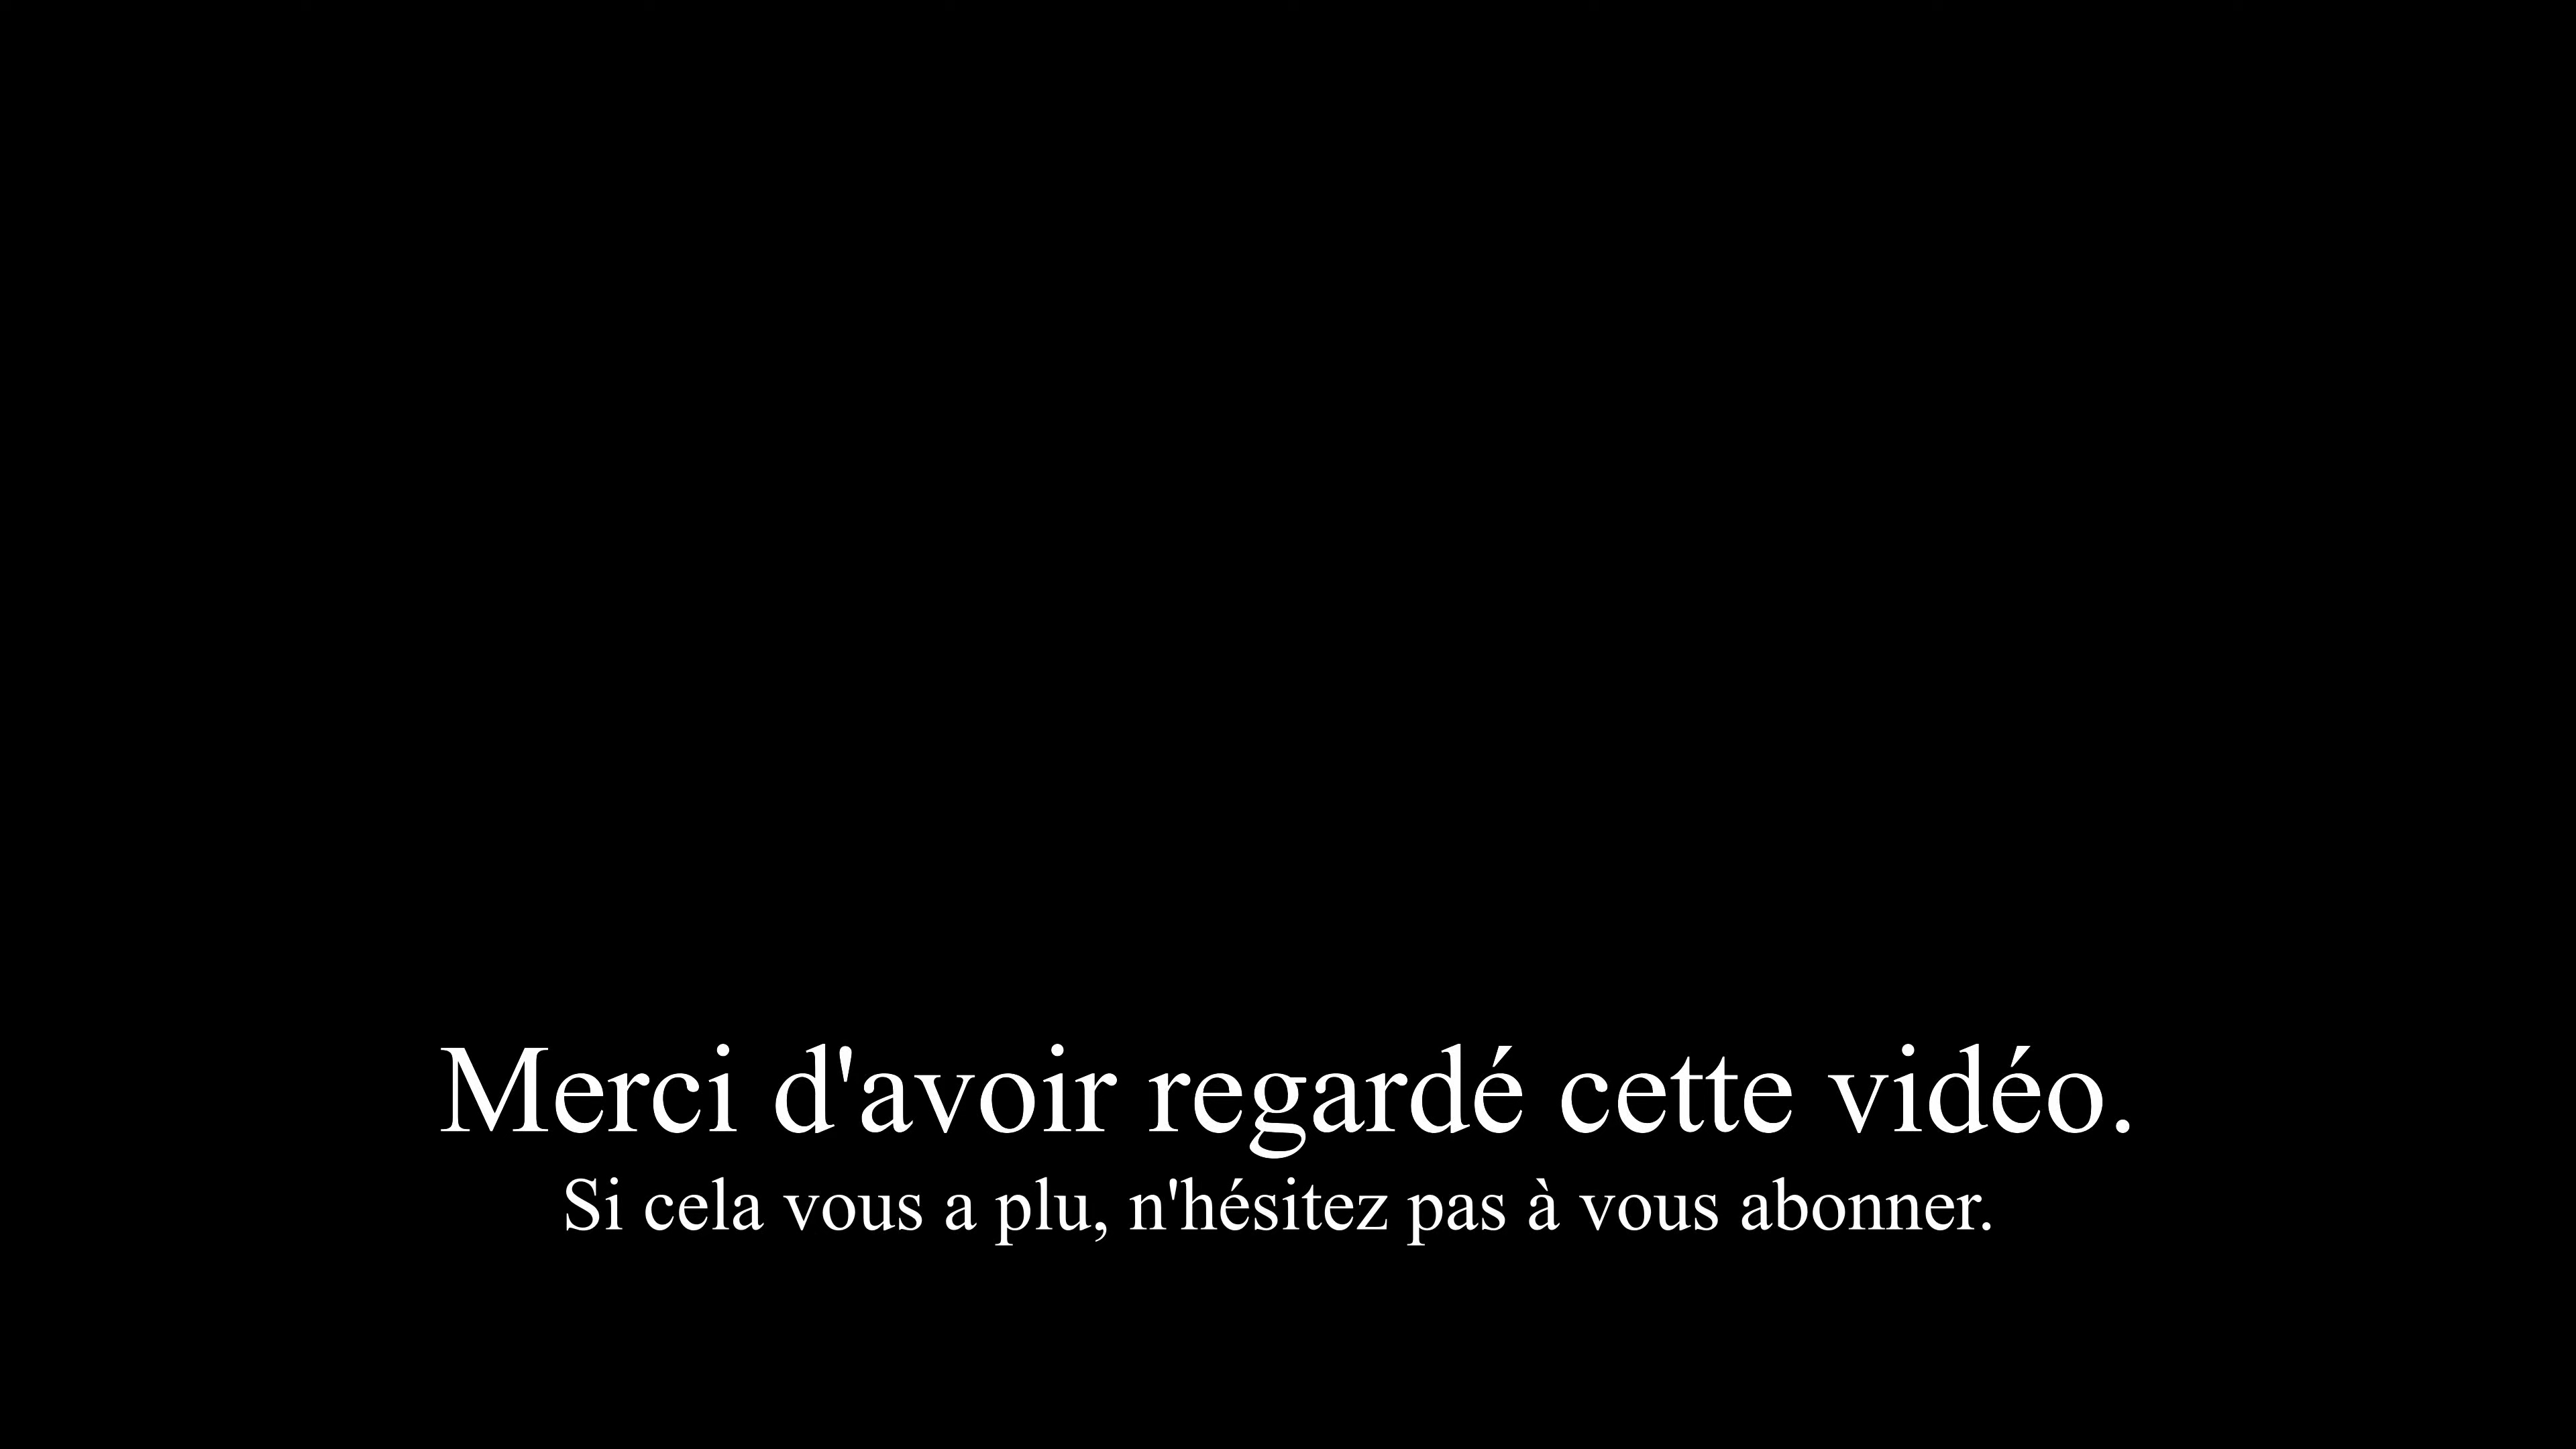 Merci d'avoir regardé cette vidéo.
Si cela vous a plu, n'hésitez pas à vous abonner.